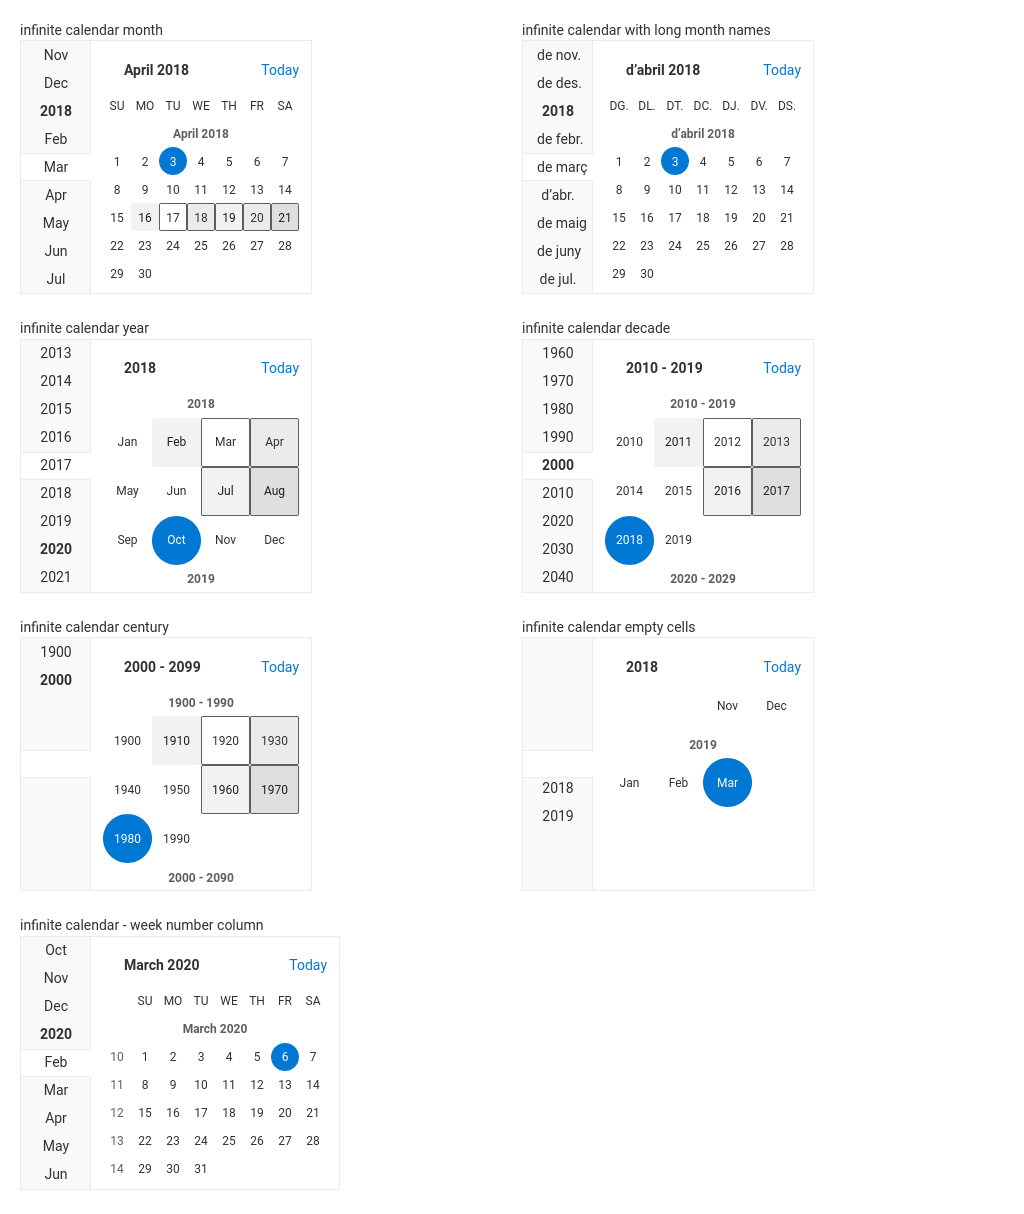 infinite calendar month
Nov
Dec
2018
Feb
Mar
Apr
May
Jun
Jul
April 2018 Today
SU MO TU WE TH FR SA
April 2018
1 2 3 4 5 6 7
8 9 10 11 12 13 14
15 16 17 18 19 20 21
22 23 24 25 26 27 28
29 30
infinite calendar with long month names
de nov.
de des.
2018
de febr.
de març
d’abr.
de maig
de juny
de jul.
d’abril 2018 Today
DG. DL. DT. DC. DJ. DV. DS.
d’abril 2018
1 2 3 4 5 6 7
8 9 10 11 12 13 14
15 16 17 18 19 20 21
22 23 24 25 26 27 28
29 30
infinite calendar year
2013
2014
2015
2016
2017
2018
2019
2020
2021
2018 Today
2018
Jan Feb Mar Apr
May Jun Jul Aug
Sep Oct Nov Dec
2019
infinite calendar decade
1960
1970
1980
1990
2000
2010
2020
2030
2040
2010 - 2019 Today
2010 - 2019
2010 2011 2012 2013
2014 2015 2016 2017
2018 2019
2020 - 2029
infinite calendar century
1900
2000
2000 - 2099 Today
1900 - 1990
1900 1910 1920 1930
1940 1950 1960 1970
1980 1990
2000 - 2090
infinite calendar empty cells
2018
2019
2018 Today
Nov Dec
2019
Jan Feb Mar
infinite calendar - week number column
Oct
Nov
Dec
2020
Feb
Mar
Apr
May
Jun
March 2020 Today
SU MO TU WE TH FR SA
March 2020
10 1 2 3 4 5 6 7
11 8 9 10 11 12 13 14
12 15 16 17 18 19 20 21
13 22 23 24 25 26 27 28
14 29 30 31